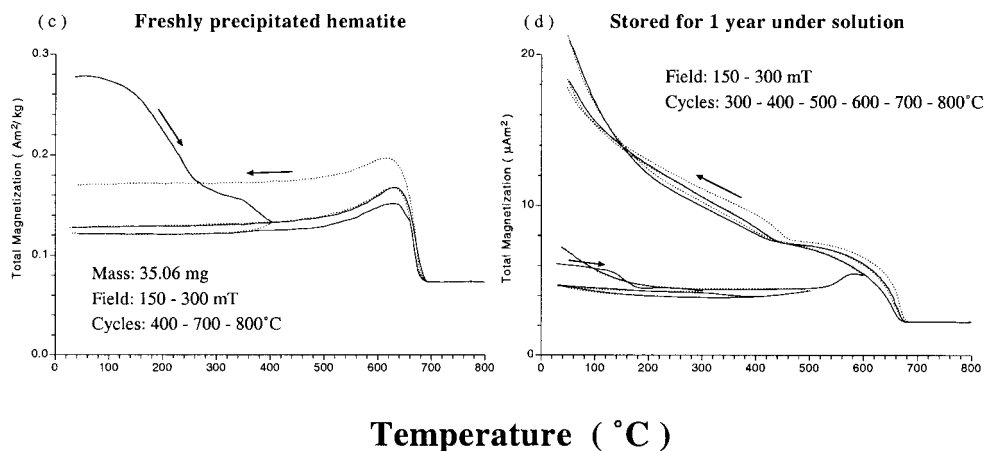 (c) Freshly precipitated hematite
Total Magnetization ( Am²/kg )
0.3
0.2
0.1
0.0
Mass: 35.06 mg
Field: 150 - 300 mT
Cycles: 400 - 700 - 800˚C
0 100 200 300 400 500 600 700 800
(d) Stored for 1 year under solution
Total Magnetization ( μAm² )
20
10
0
Field: 150 - 300 mT
Cycles: 300 - 400 - 500 - 600 - 700 - 800˚C
0 100 200 300 400 500 600 700 800
Temperature ( ˚C )